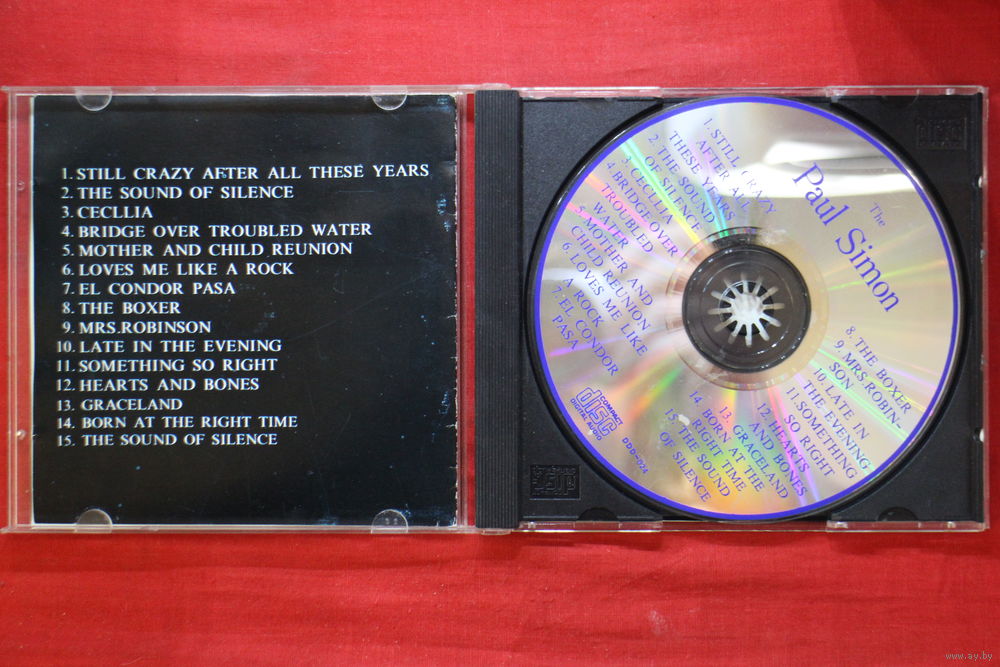 1. STILL CRAZY AFTER ALL THESE YEARS
2. THE SOUND OF SILENCE
3. CECLLIA
4. BRIDGE OVER TROUBLED WATER
5. MOTHER AND CHILD REUNION
6. LOVES ME LIKE A ROCK
7. EL CONDOR PASA
8. THE BOXER
9. MRS.ROBINSON
10. LATE IN THE EVENING
11. SOMETHING SO RIGHT
12. HEARTS AND BONES
13. GRACELAND
14. BORN AT THE RIGHT TIME
15. THE SOUND OF SILENCE
The
Paul Simon
1. STILL CRAZY
AFTER ALL
THESE YEARS
2. THE SOUND
OF SILENCE
3. CECLLIA
4. BRIDGE OVER
TROUBLED
WATER
5. MOTHER AND
CHILD REUNION
6. LOVES ME LIKE
A ROCK
7. EL CONDOR
PASA
8. THE BOXER
9. MRS.ROBIN-
SON
10. LATE IN
THE EVENING
11. SOMETHING
SO RIGHT
12. HEARTS
AND BONES
13. GRACELAND
14. BORN AT THE
RIGHT TIME
15. THE SOUND
OF SILENCE
COMPACT
disc
DIGITAL AUDIO
DDD-024
www.ay.by